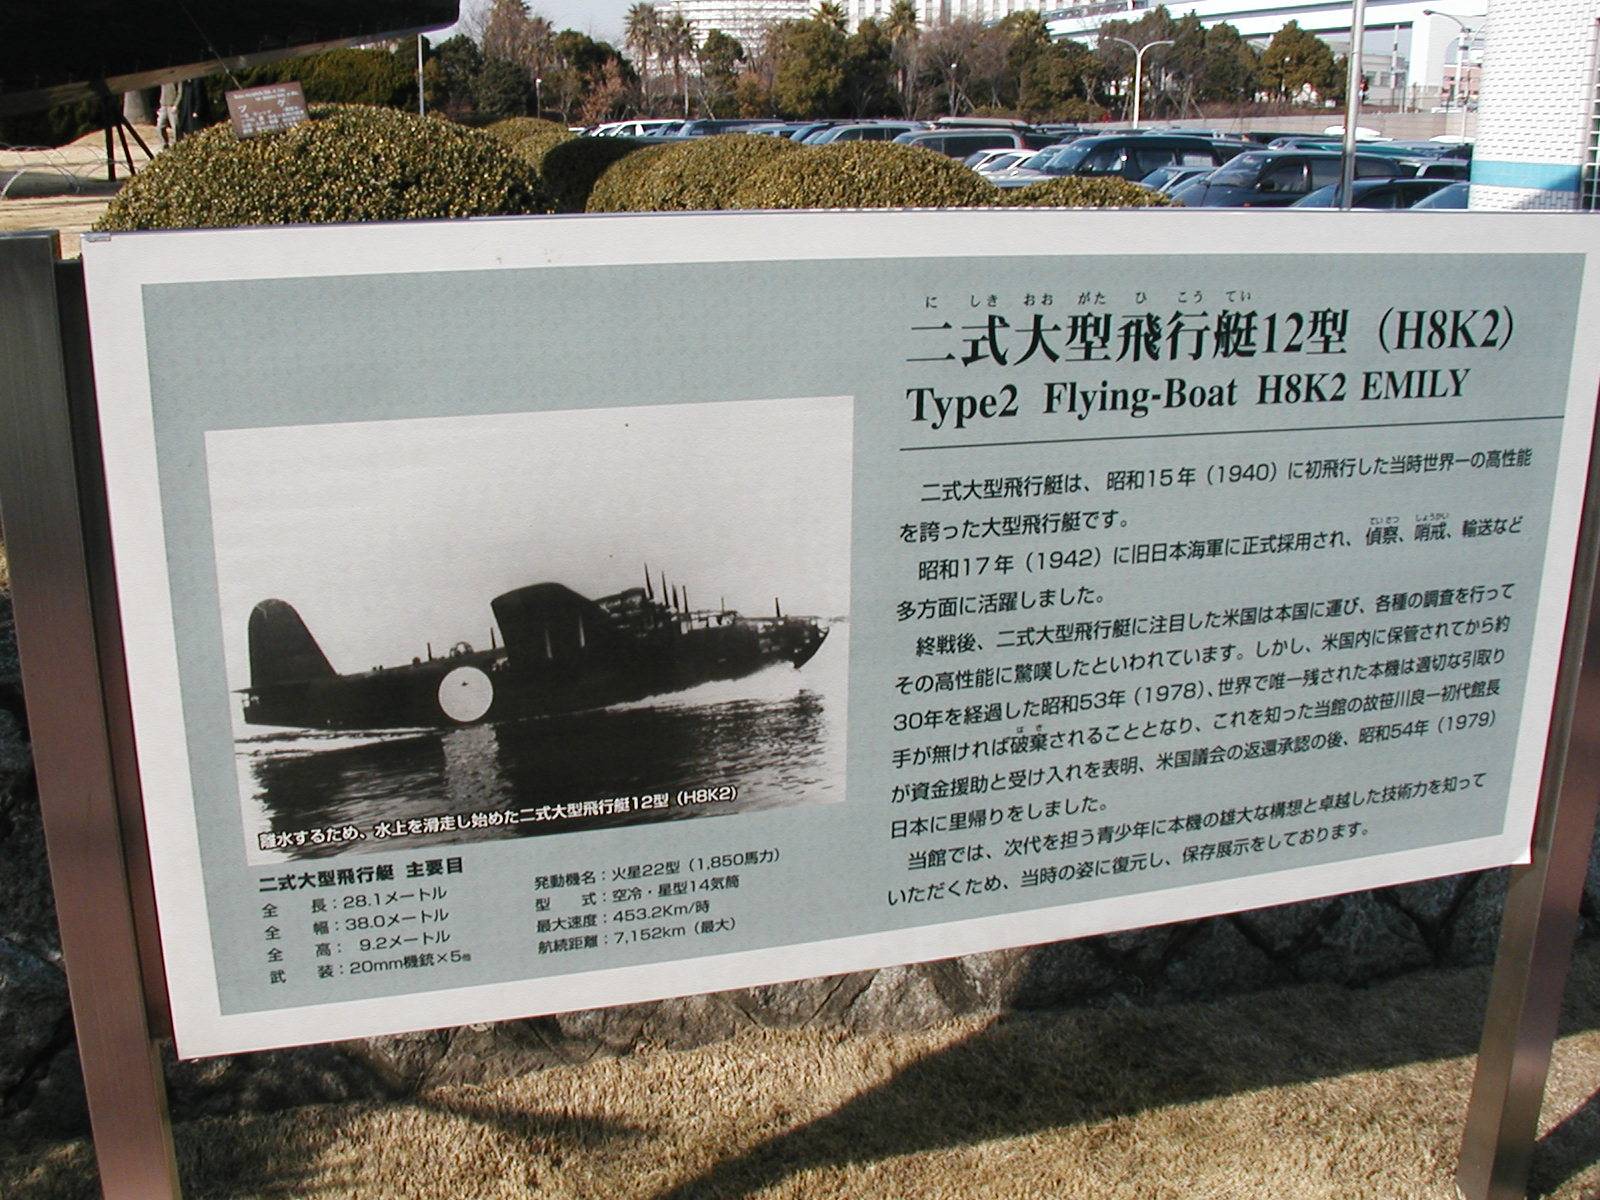 に しき おお がた ひ こう てい
二式大型飛行艇12型（H8K2）
Type2 Flying-Boat H8K2 EMILY
二式大型飛行艇は、昭和15年（1940）に初飛行した当時世界一の高性能
を誇った大型飛行艇です。
ていさつ しょうかい
昭和17年（1942）に旧日本海軍に正式採用され、偵察、哨戒、輸送など
多方面に活躍しました。
終戦後、二式大型飛行艇に注目した米国は本国に運び、各種の調査を行って
その高性能に驚嘆したといわれています。しかし、米国内に保管されてから約
30年を経過した昭和53年（1978）、世界で唯一残された本機は適切な引取り
はき
手が無ければ破棄されることとなり、これを知った当館の故笹川良一初代館長
が資金援助と受け入れを表明、米国議会の返還承認の後、昭和54年（1979）
日本に里帰りをしました。
当館では、次代を担う青少年に本機の雄大な構想と卓越した技術力を知って
いただくため、当時の姿に復元し、保存展示をしております。
離水するため、水上を滑走し始めた二式大型飛行艇12型（H8K2）
二式大型飛行艇 主要目
全 長：28.1メートル
全 幅：38.0メートル
全 高： 9.2メートル
武 装：20mm機銃×5他
発動機名：火星22型（1,850馬力）
型 式：空冷・星型14気筒
最大速度：453.2Km/時
航続距離：7,152km（最大）